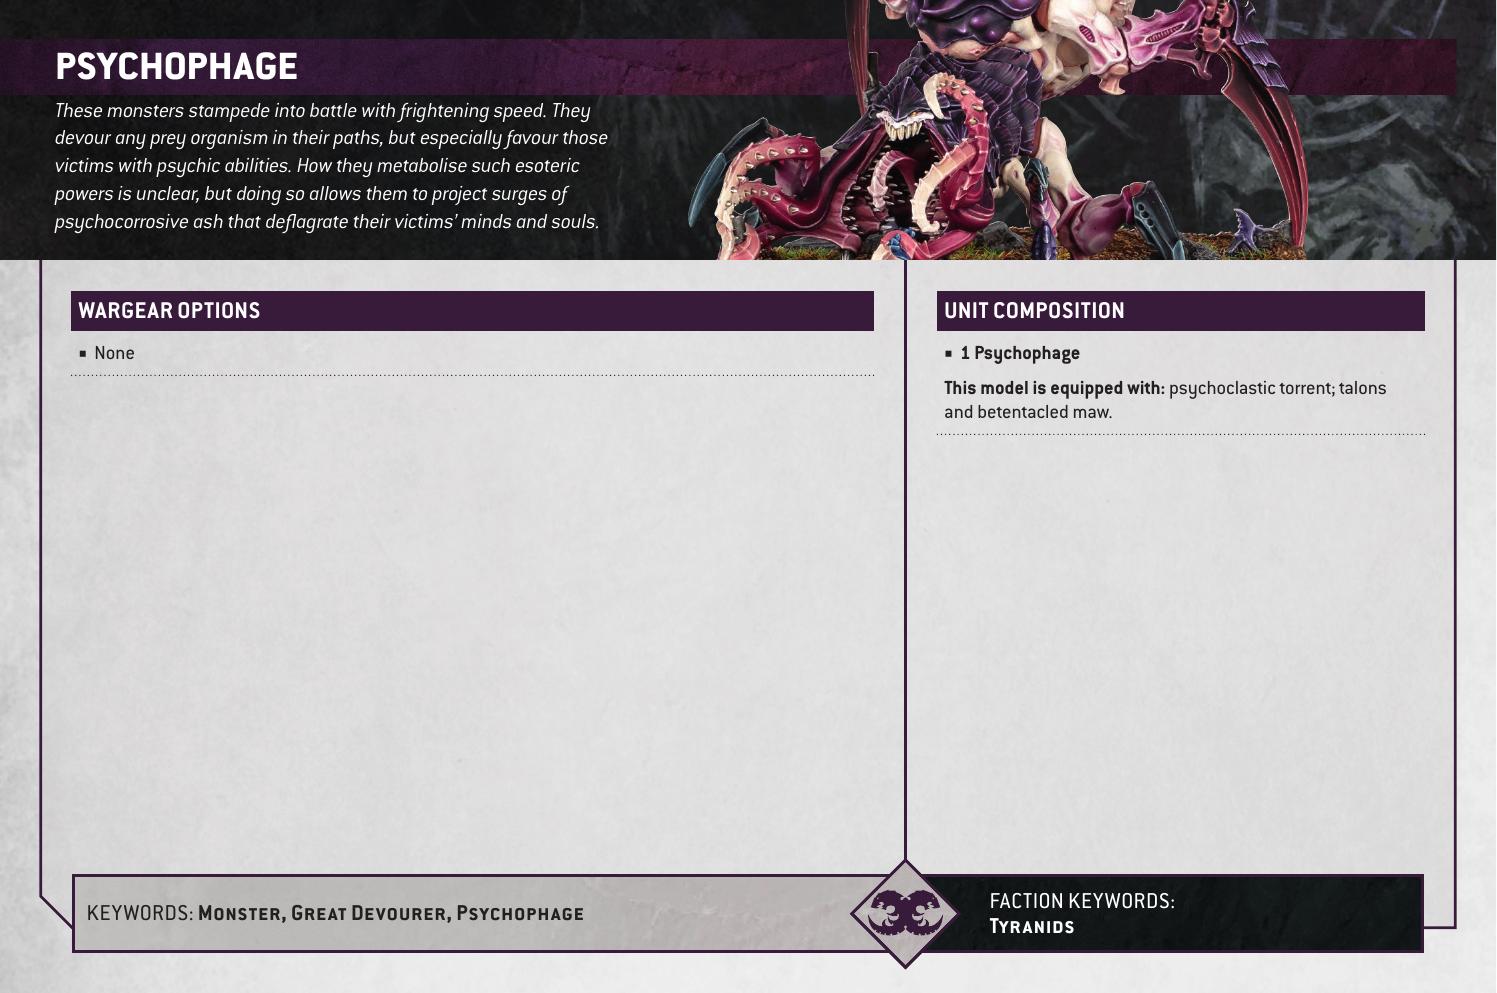 PSYCHOPHAGE
These monsters stampede into battle with frightening speed. They
devour any prey organism in their paths, but especially favour those
victims with psychic abilities. How they metabolise such esoteric
powers is unclear, but doing so allows them to project surges of
psychocorrosive ash that deflagrate their victims’ minds and souls.
WARGEAR OPTIONS
▪ None
UNIT COMPOSITION
▪ 1 Psychophage
This model is equipped with: psychoclastic torrent; talons
and betentacled maw.
KEYWORDS: Monster, Great Devourer, Psychophage
FACTION KEYWORDS:
Tyranids